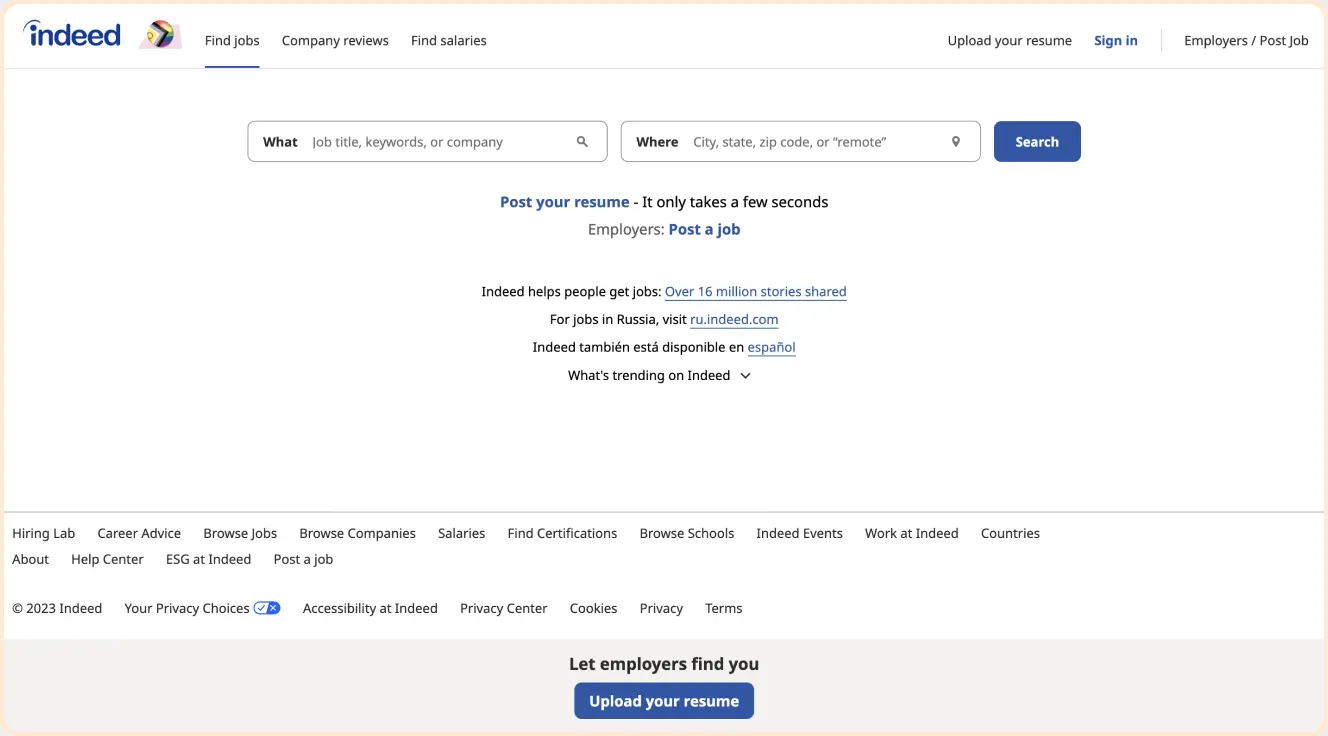 indeed
Find jobs Company reviews Find salaries Upload your resume Sign in Employers / Post Job
What Job title, keywords, or company Where City, state, zip code, or “remote” Search
Post your resume - It only takes a few seconds
Employers: Post a job
Indeed helps people get jobs: Over 16 million stories shared
For jobs in Russia, visit ru.indeed.com
Indeed también está disponible en español
What's trending on Indeed
Hiring Lab Career Advice Browse Jobs Browse Companies Salaries Find Certifications Browse Schools Indeed Events Work at Indeed Countries
About Help Center ESG at Indeed Post a job
© 2023 Indeed Your Privacy Choices Accessibility at Indeed Privacy Center Cookies Privacy Terms
Let employers find you
Upload your resume